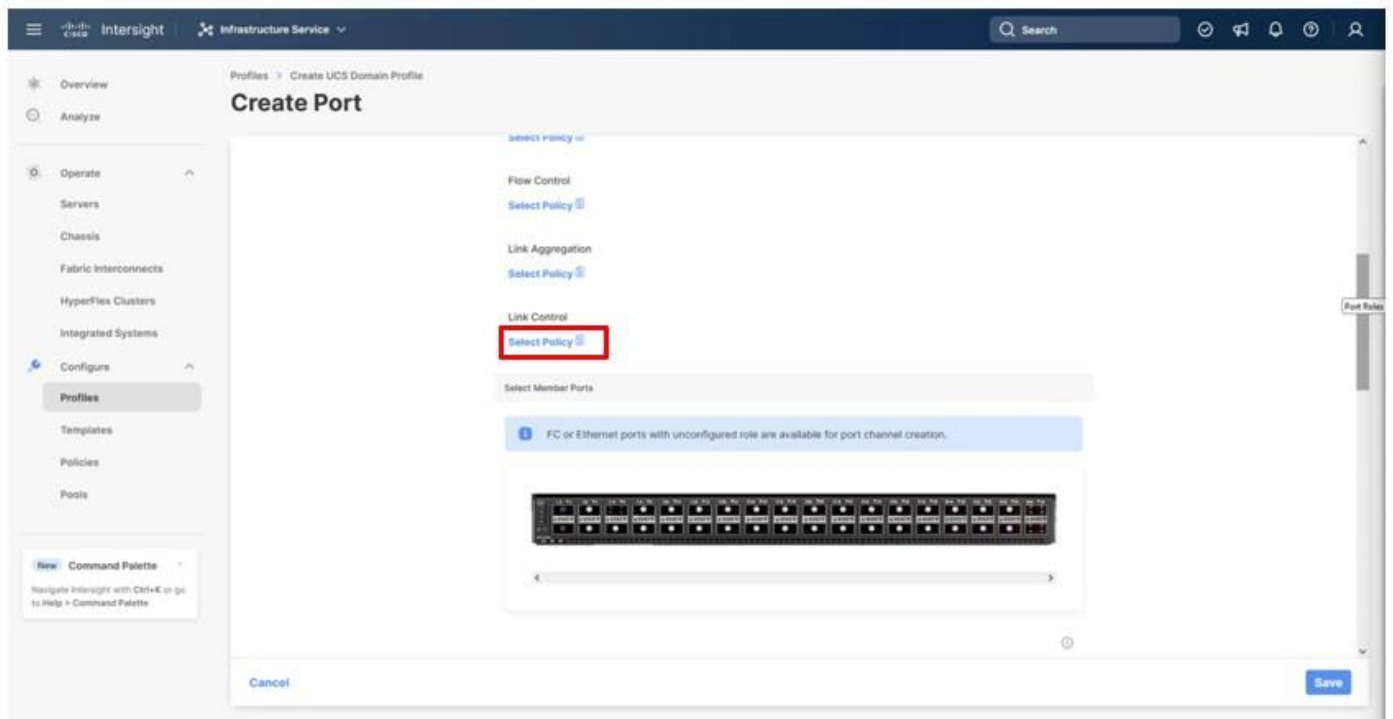 cisco Intersight Infrastructure Service Search
Profiles > Create UCS Domain Profile
Create Port
Overview
Analyze
Operate
Servers
Chassis
Fabric Interconnects
HyperFlex Clusters
Integrated Systems
Configure
Profiles
Templates
Policies
Pools
New Command Palette
Navigate Intersight with Ctrl+K or go
to Help > Command Palette
Select Policy
Flow Control
Select Policy
Link Aggregation
Select Policy
Link Control
Select Policy
Select Member Ports
FC or Ethernet ports with unconfigured role are available for port channel creation.
Port Roles
Cancel
Save